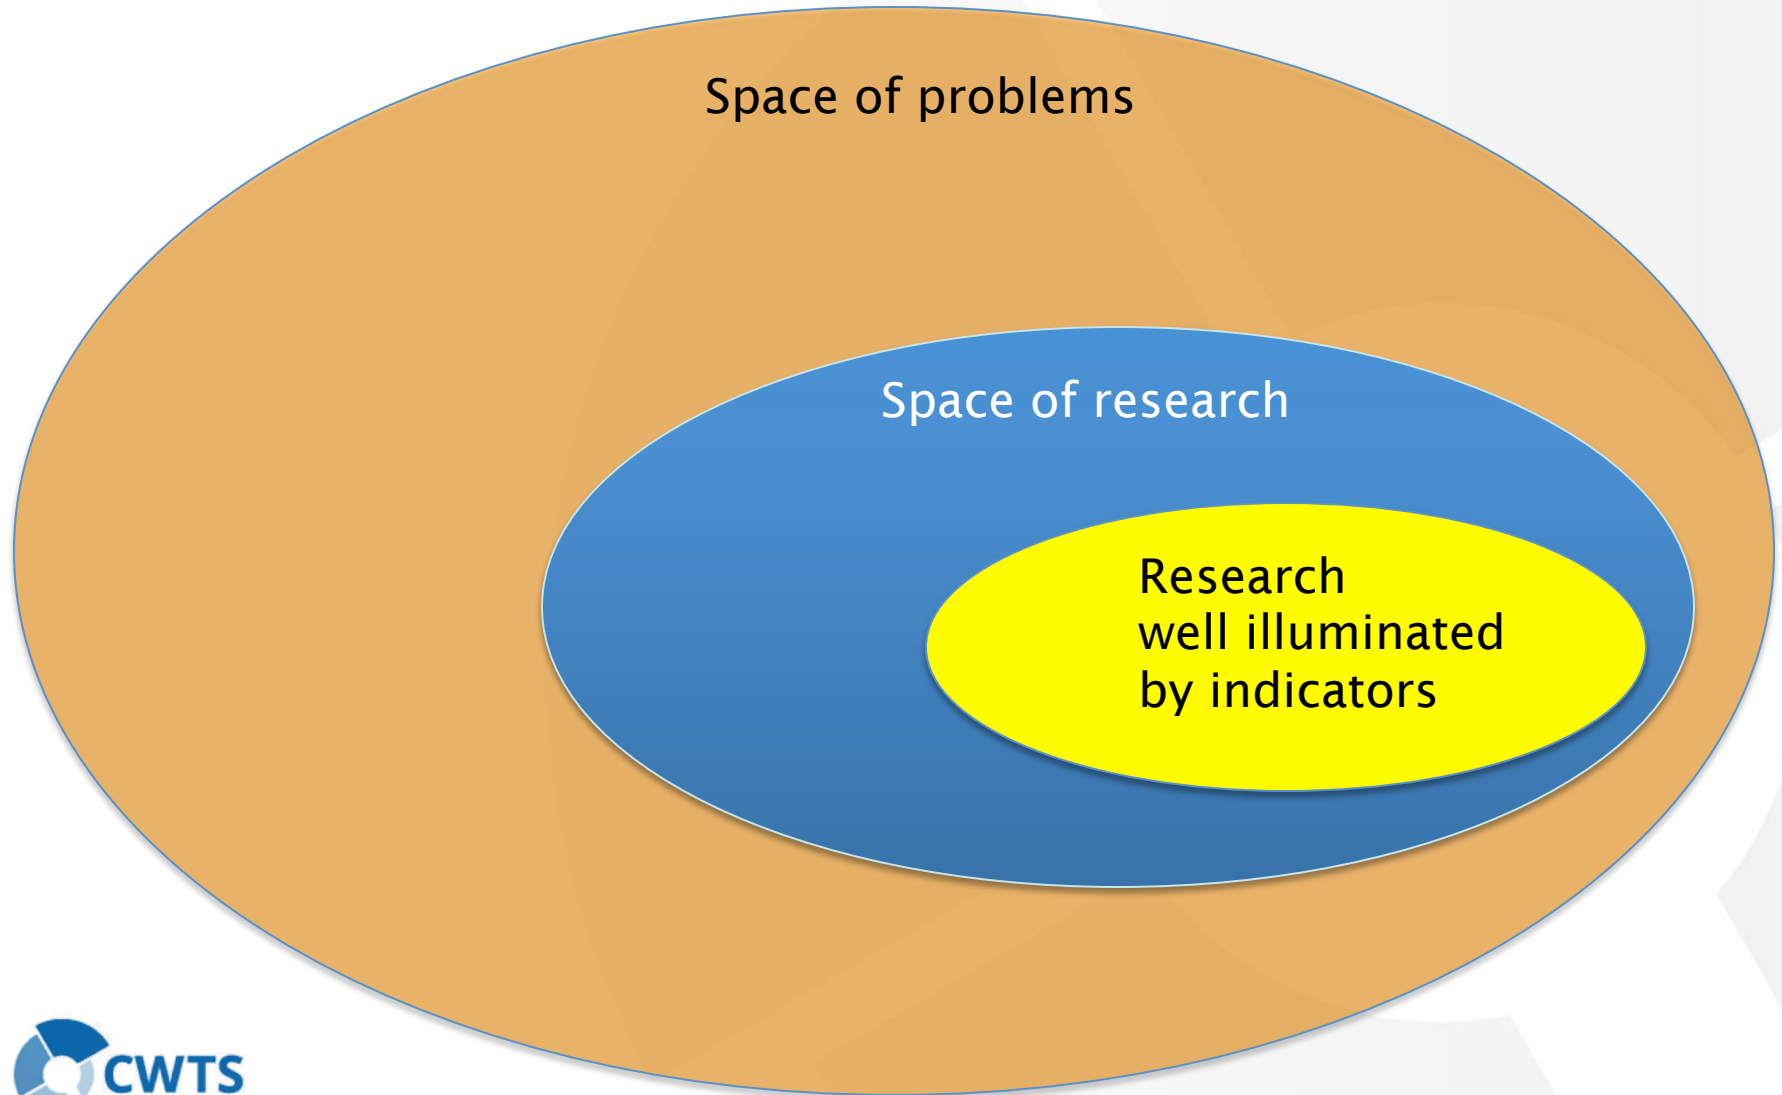 Space of problems
Space of research
Research
well illuminated
by indicators
CWTS